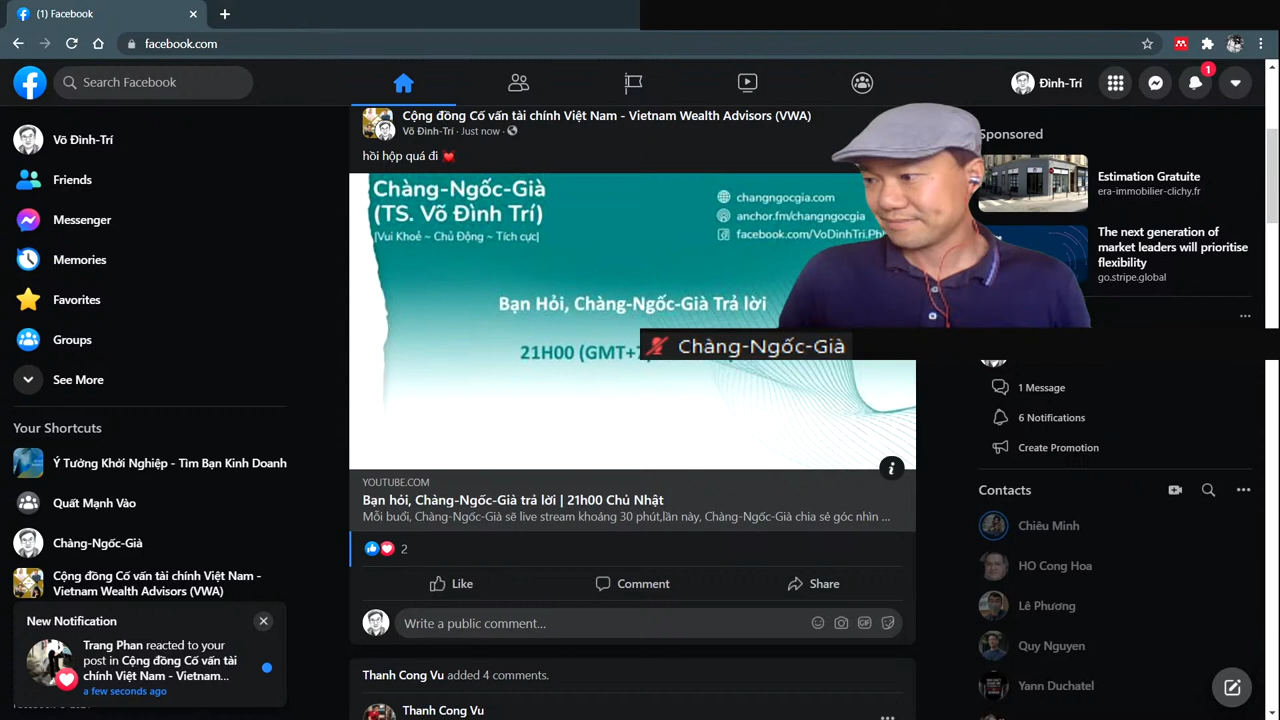 (1) Facebook
facebook.com
Search Facebook
Đình-Trí
1
Võ Đình-Trí
Friends
Messenger
Memories
Favorites
Groups
See More
Your Shortcuts
Ý Tưởng Khởi Nghiệp - Tìm Bạn Kinh Doanh
Quất Mạnh Vào
Chàng-Ngốc-Già
Cộng đồng Cố vấn tài chính Việt Nam -
Vietnam Wealth Advisors (VWA)
New Notification
Trang Phan reacted to your
post in Cộng đồng Cố vấn tài
chính Việt Nam - Vietnam...
a few seconds ago
Cộng đồng Cố vấn tài chính Việt Nam - Vietnam Wealth Advisors (VWA)
Võ Đình-Trí · Just now ·
hồi hộp quá đi
Chàng-Ngốc-Già
(TS. Võ Đình Trí)
|Vui Khoẻ ~ Chủ Động ~ Tích cực|
changngocgia.com
anchor.fm/changngocgia
facebook.com/VoDinhTri.Ph
Bạn Hỏi, Chàng-Ngốc-Già Trả lời
21H00 (GMT+7
Chàng-Ngốc-Già
YOUTUBE.COM
Bạn hỏi, Chàng-Ngốc-Già trả lời | 21h00 Chủ Nhật
Mỗi buổi, Chàng-Ngốc-Già sẽ live stream khoảng 30 phút,lần này, Chàng-Ngốc-Già chia sẻ góc nhìn ...
2
Like
Comment
Share
Write a public comment...
Thanh Cong Vu added 4 comments.
Thanh Cong Vu
Sponsored
Estimation Gratuite
era-immobilier-clichy.fr
The next generation of
market leaders will prioritise
flexibility
go.stripe.global
1 Message
6 Notifications
Create Promotion
Contacts
Chiêu Minh
HO Cong Hoa
Lê Phương
Quy Nguyen
Yann Duchatel